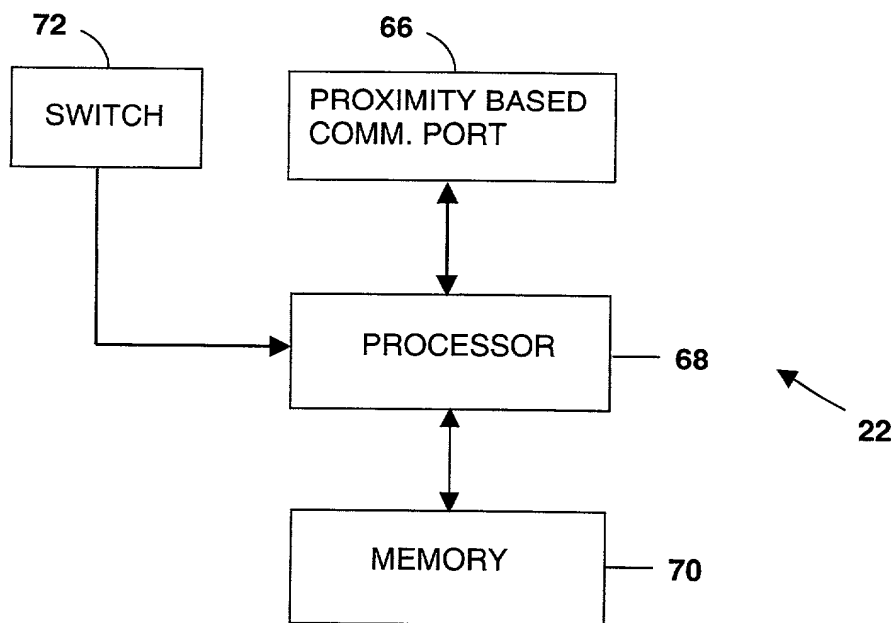 72
66
SWITCH
PROXIMITY BASED
COMM. PORT
PROCESSOR
68
22
MEMORY
70